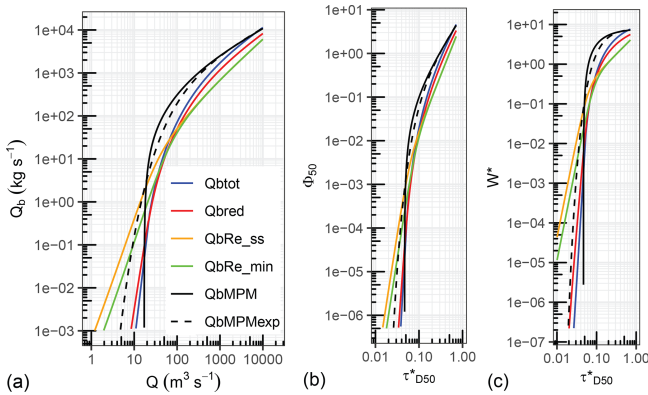 1e+04
1e+03
1e+02
1e+01
1e+00
1e-01
1e-02
1e-03
Qb (kg s⁻¹)
1 10 100 1000 10000
Q (m³ s⁻¹)
(a)
Qbtot
Qbred
QbRe_ss
QbRe_min
QbMPM
QbMPMexp
1e+01
1e+00
1e-01
1e-02
1e-03
1e-04
1e-05
1e-06
Φ50
0.01 0.10 1.00
τ*D50
(b)
1e+01
1e+00
1e-01
1e-02
1e-03
1e-04
1e-05
1e-06
1e-07
W*
0.01 0.10 1.00
τ*D50
(c)